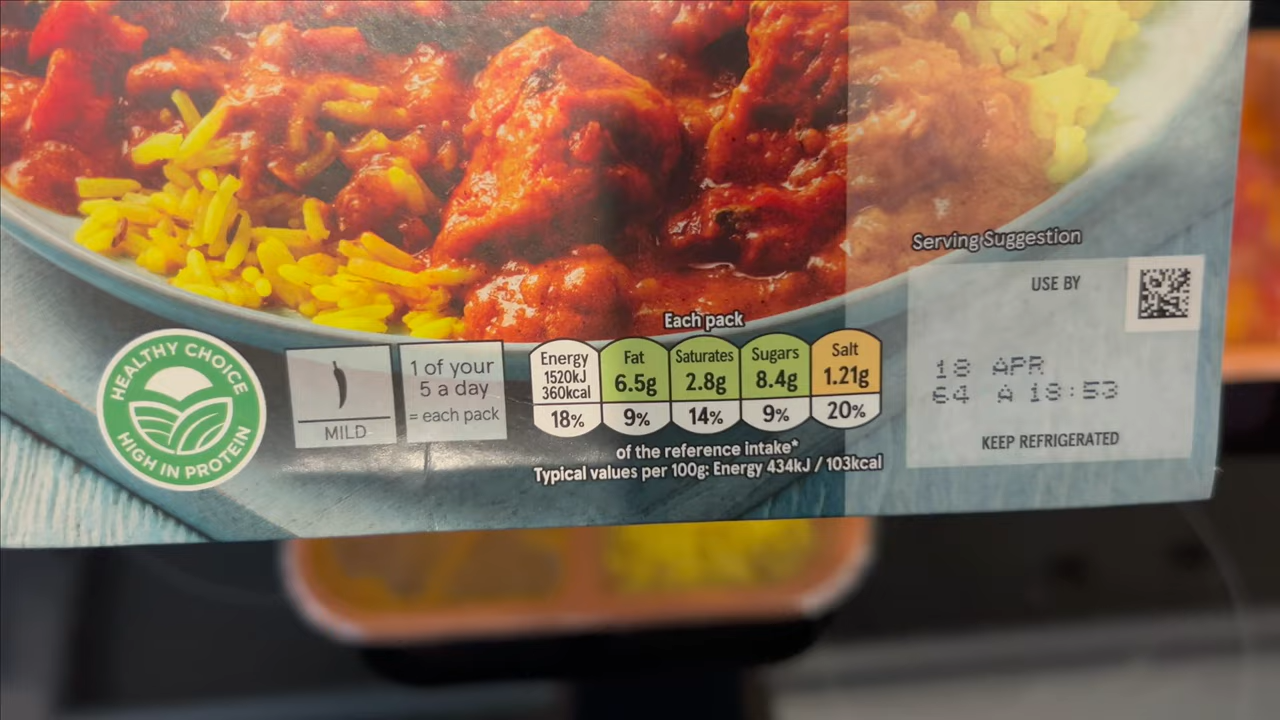 Serving Suggestion
USE BY
18 APR
64 A 18:53
KEEP REFRIGERATED
HEALTHY CHOICE
HIGH IN PROTEIN
MILD
1 of your
5 a day
= each pack
Each pack
Energy
1520kJ
360kcal
18%
Fat
6.5g
9%
Saturates
2.8g
14%
Sugars
8.4g
9%
Salt
1.21g
20%
of the reference intake*
Typical values per 100g: Energy 434kJ / 103kcal